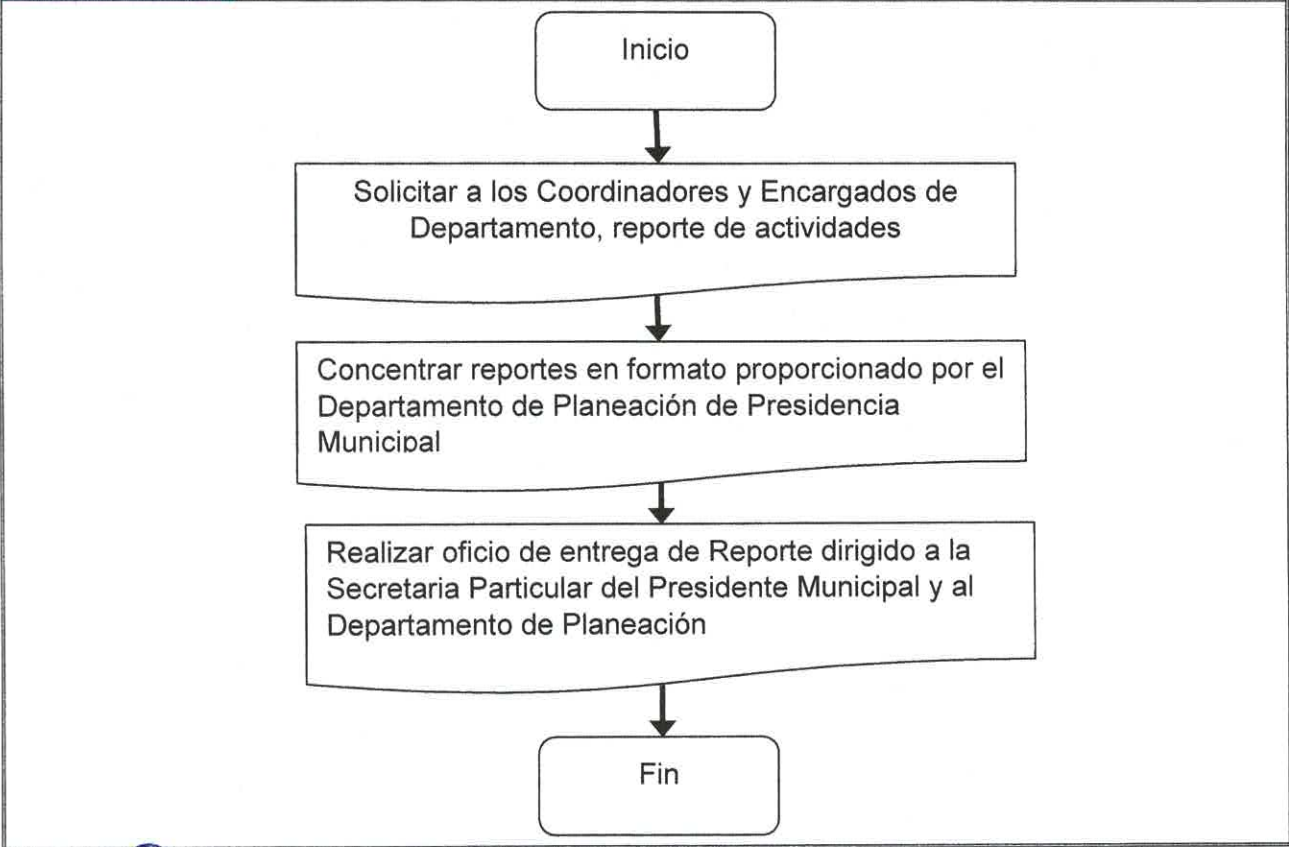 Inicio
Solicitar a los Coordinadores y Encargados de
Departamento, reporte de actividades
Concentrar reportes en formato proporcionado por el
Departamento de Planeación de Presidencia
Municipal
Realizar oficio de entrega de Reporte dirigido a la
Secretaria Particular del Presidente Municipal y al
Departamento de Planeación
Fin